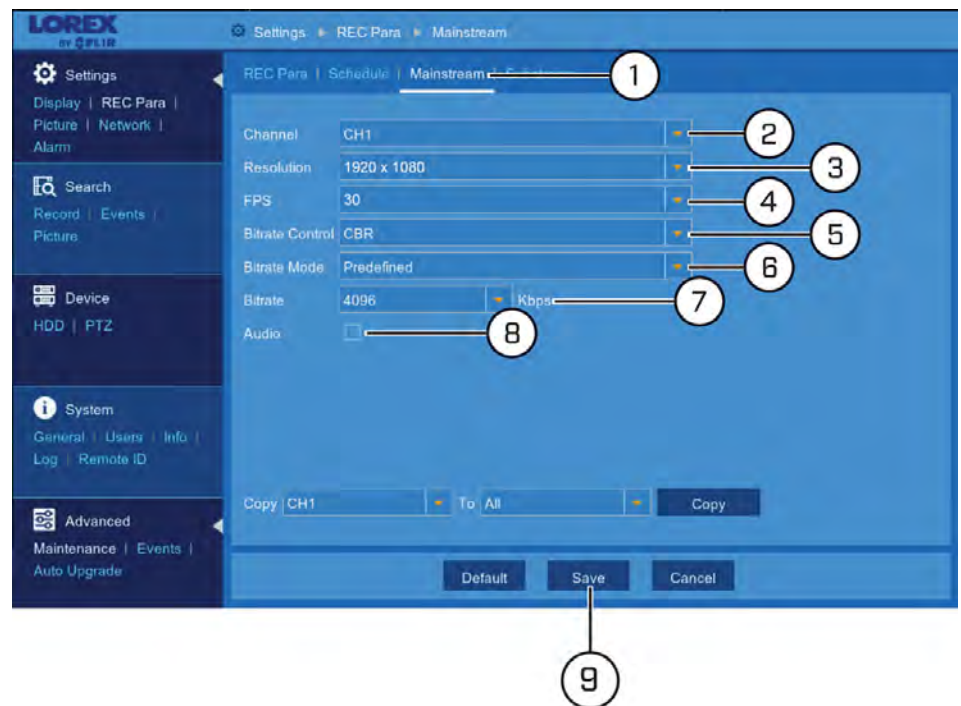 LOREX
BY FLIR
Settings REC Para Mainstream
Settings
Display | REC Para |
Picture | Network |
Alarm
Search
Record | Events |
Picture
Device
HDD | PTZ
System
General | Users | Info |
Log | Remote ID
Advanced
Maintenance | Events |
Auto Upgrade
REC Para | Schedule | Mainstream |
1
Channel CH1
2
Resolution 1920 x 1080
3
FPS 30
4
Bitrate Control CBR
5
Bitrate Mode Predefined
6
Bitrate 4096 Kbps
7
Audio
8
Copy CH1 To All Copy
Default Save Cancel
9